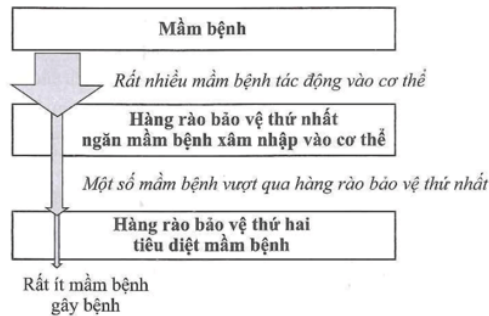 Mầm bệnh
Rất nhiều mầm bệnh tác động vào cơ thể
Hàng rào bảo vệ thứ nhất
ngăn mầm bệnh xâm nhập vào cơ thể
Một số mầm bệnh vượt qua hàng rào bảo vệ thứ nhất
Hàng rào bảo vệ thứ hai
tiêu diệt mầm bệnh
Rất ít mầm bệnh
gây bệnh